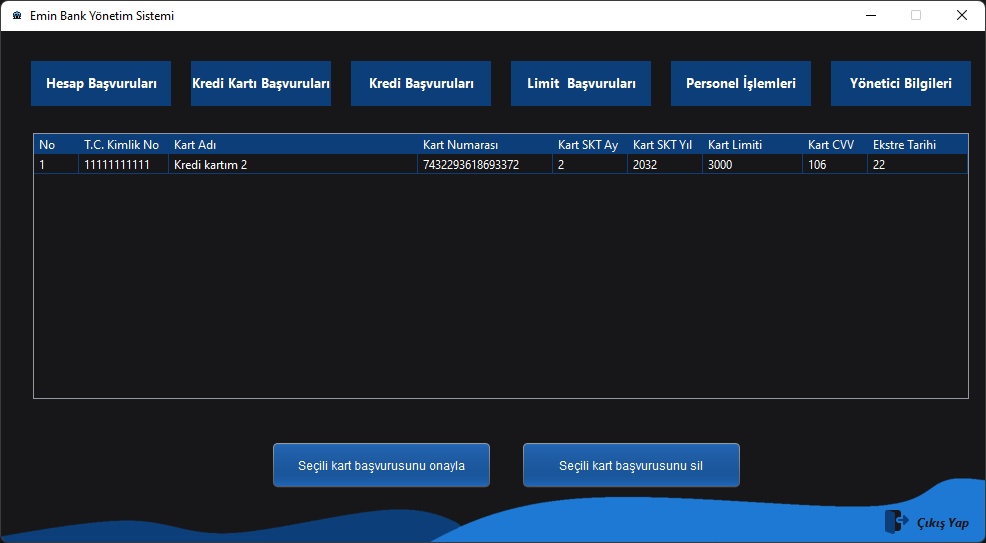 Emin Bank Yönetim Sistemi
Hesap Başvuruları Kredi Kartı Başvuruları Kredi Başvuruları Limit  Başvuruları Personel İşlemleri Yönetici Bilgileri
No T.C. Kimlik No Kart Adı Kart Numarası Kart SKT Ay Kart SKT Yıl Kart Limiti Kart CVV Ekstre Tarihi
1 11111111111 Kredi kartım 2 7432293618693372 2 2032 3000 106 22
Seçili kart başvurusunu onayla Seçili kart başvurusunu sil
Çıkış Yap